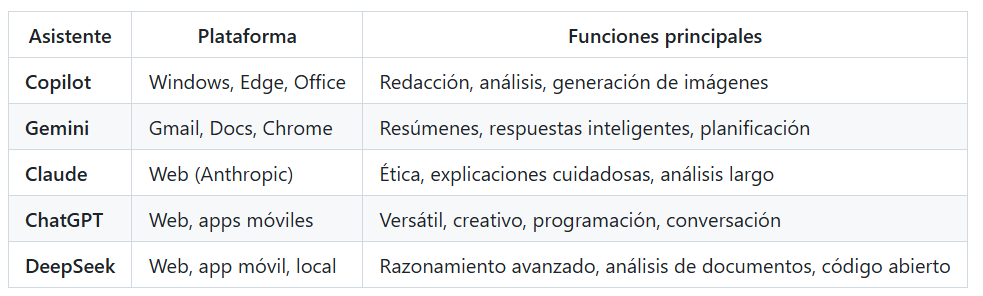 Asistente Plataforma Funciones principales
Copilot Windows, Edge, Office Redacción, análisis, generación de imágenes
Gemini Gmail, Docs, Chrome Resúmenes, respuestas inteligentes, planificación
Claude Web (Anthropic) Ética, explicaciones cuidadosas, análisis largo
ChatGPT Web, apps móviles Versátil, creativo, programación, conversación
DeepSeek Web, app móvil, local Razonamiento avanzado, análisis de documentos, código abierto